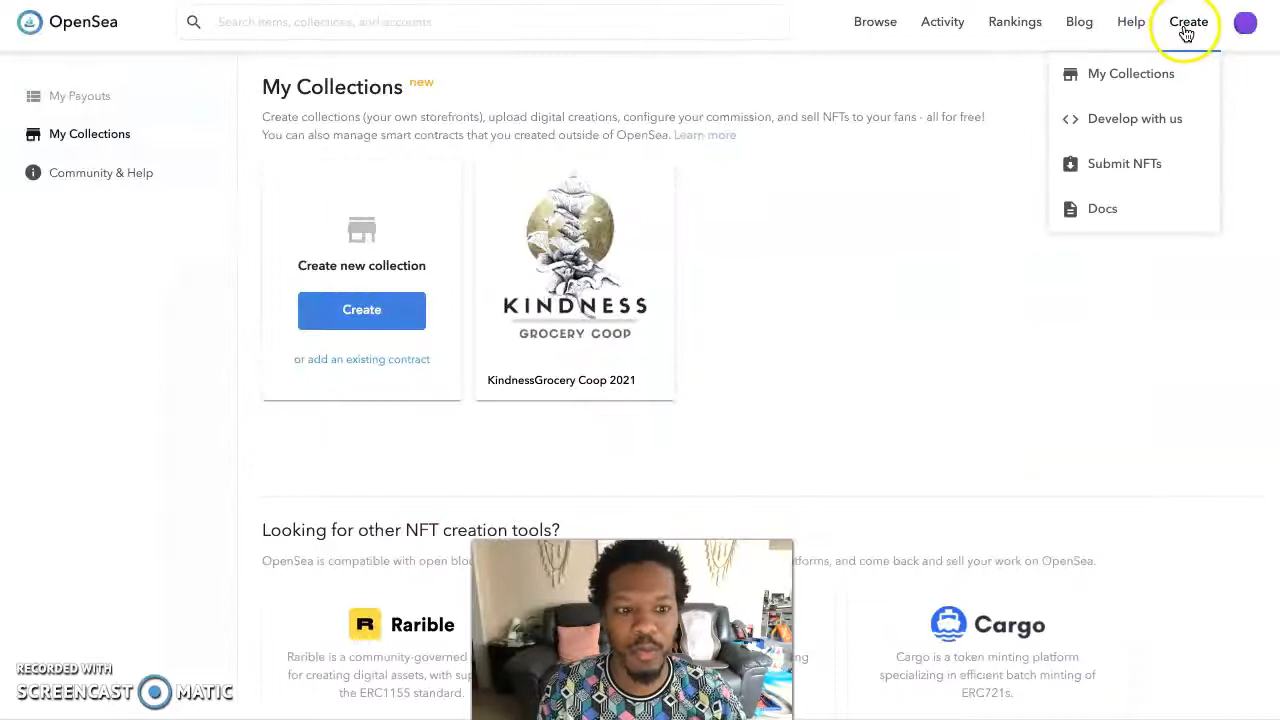 OpenSea
Search items, collections, and accounts
Browse
Activity
Rankings
Blog
Help
Create
My Collections
Develop with us
Submit NFTs
Docs
My Payouts
My Collections
Community & Help
My Collections new
Create collections (your own storefronts), upload digital creations, configure your commission, and sell NFTs to your fans - all for free!
You can also manage smart contracts that you created outside of OpenSea. Learn more
Create new collection
Create
or add an existing contract
KINDNESS
GROCERY COOP
KindnessGrocery Coop 2021
Looking for other NFT creation tools?
OpenSea is compatible with open
and come back and sell your work on OpenSea.
R Rarible
Rarible is a community-governed
for creating digital assets, with
the ERC1155 standard.
Cargo
Cargo is a token minting platform
specializing in efficient batch minting of
ERC721s.
RECORDED WITH
SCREENCAST MATIC